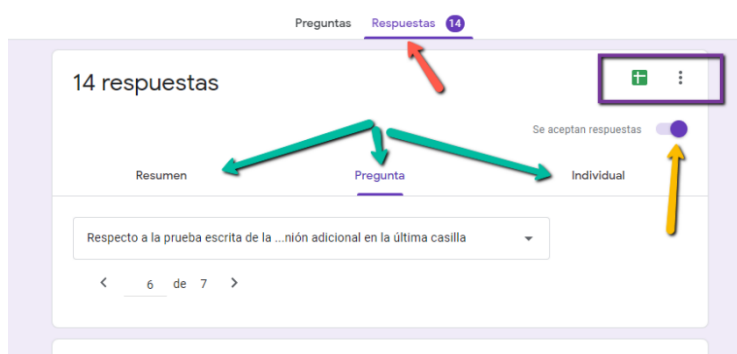 Preguntas Respuestas 14
14 respuestas
Se aceptan respuestas
Resumen Pregunta Individual
Respecto a la prueba escrita de la ...nión adicional en la última casilla
6 de 7